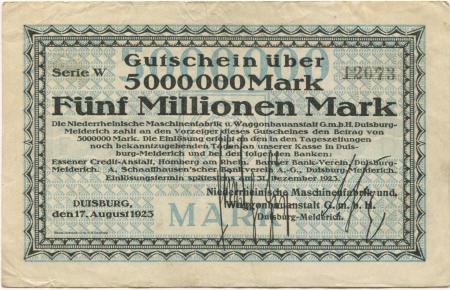 Gutschein über
Serie W
12073
5000000 Mark
Fünf Millionen Mark
Die Niederrheinische Maschinenfabrik u. Waggonbauanstalt G.m.b.H. Duisburg-
Meiderich zahlt an den Vorzeiger dieses Gutscheines den Betrag von
5000000 Mark. Die Einlösung erfolgt an den in den Tageszeitungen
noch bekanntzugebenden Tagen an unserer Kasse in Duis-
burg-Meiderich und bei den folgenden Banken:
Essener Credit-Anstalt, Homberg am Rhein. Barmer Bank-Verein, Duisburg-
Meiderich. A. Schaaffhausen'scher Bankverein A.-G., Duisburg-Meiderich.
Einlösungsfermin spätestens am 31. Dezember 1923.
Niederrheinische Maschinenfabrik und
DUISBURG,
Waggonbauanstalt G. m. b. H.
den 17. August 1923
MARK
Duisburg-Meiderich.